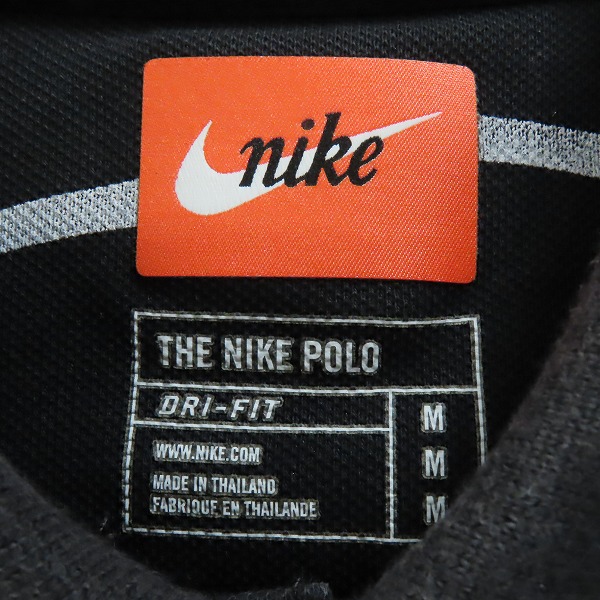 nike
THE NIKE POLO
DRI-FIT
M
WWW.NIKE.COM
M
MADE IN THAILAND
FABRIQUE EN THAILANDE
M